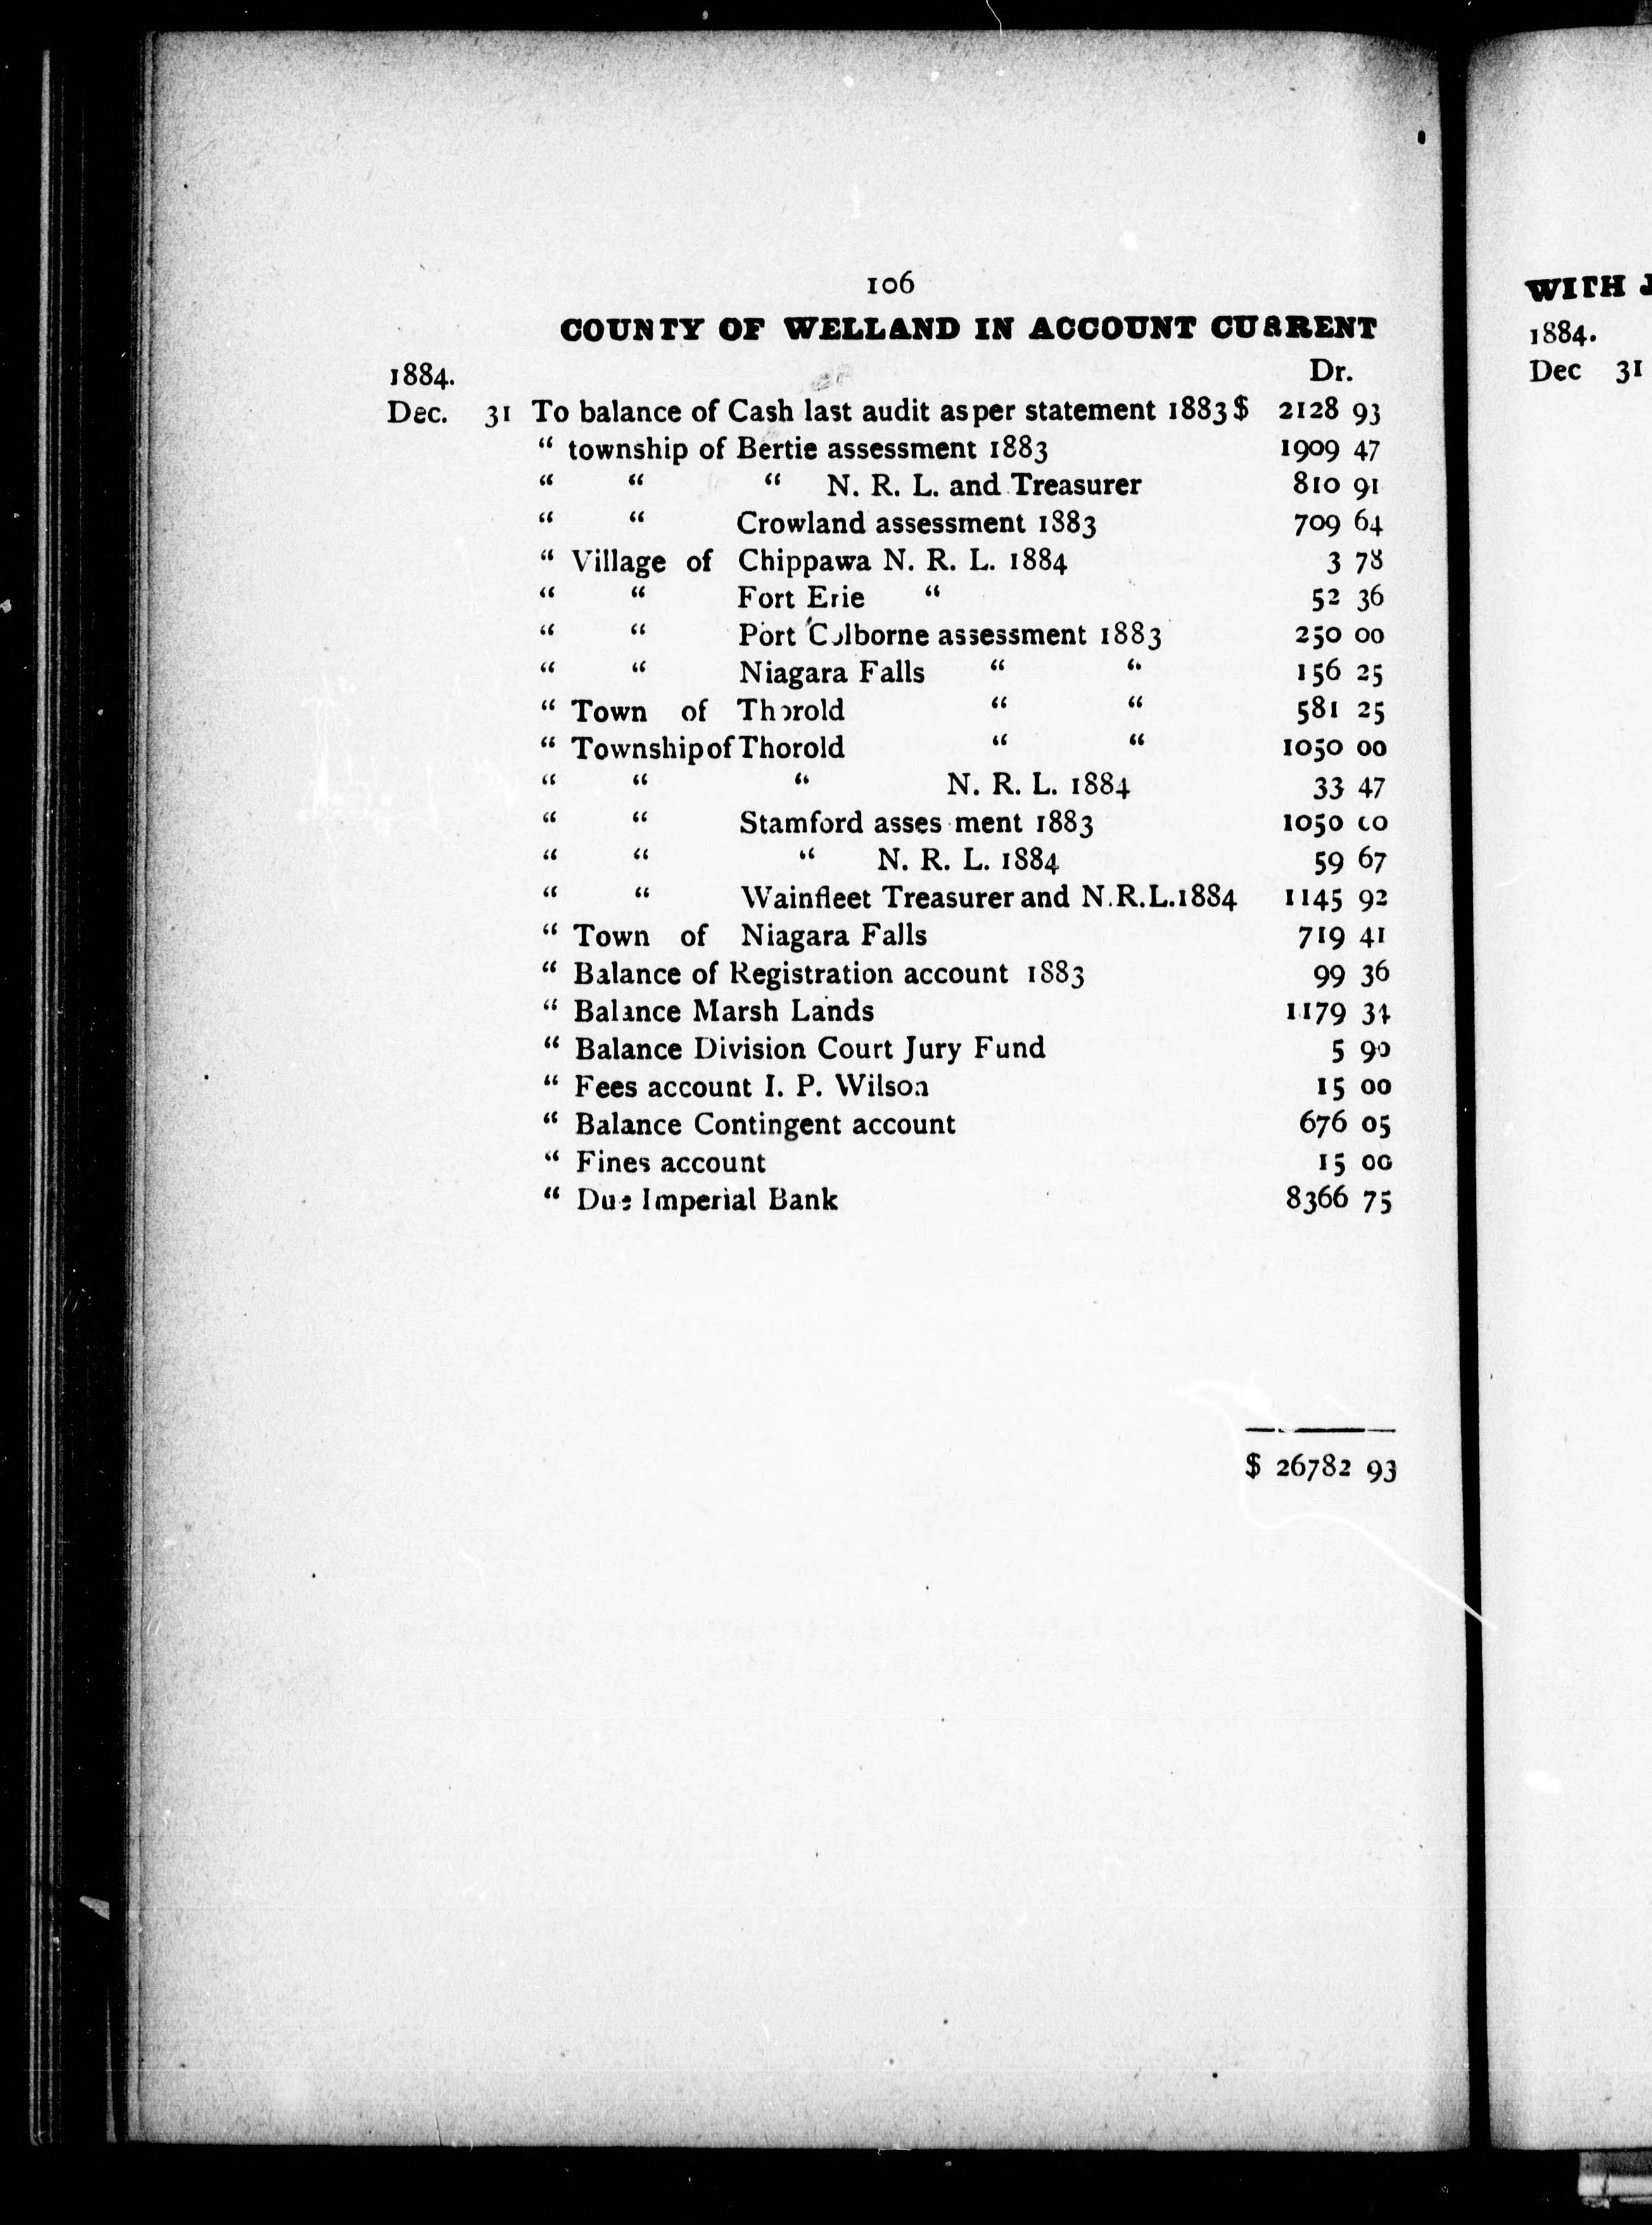 106
COUNTY OF WELLAND IN ACCOUNT CURRENT
1884. Dr.
Dec. 31 To balance of Cash last audit as per statement 1883 $ 2128 93
“ township of Bertie assessment 1883 1909 47
“ “ “ N. R. L. and Treasurer 810 91
“ “ Crowland assessment 1883 709 64
“ Village of Chippawa N. R. L. 1884 3 78
“ “ Fort Erie “ 52 36
“ “ Port Colborne assessment 1883 250 00
“ “ Niagara Falls “ “ 156 25
“ Town of Thorold “ “ 581 25
“ Township of Thorold “ “ 1050 00
“ “ “ N. R. L. 1884 33 47
“ “ Stamford asses ment 1883 1050 00
“ “ “ N. R. L. 1884 59 67
“ “ Wainfleet Treasurer and N.R.L. 1884 1145 92
“ Town of Niagara Falls 719 41
“ Balance of Registration account 1883 99 36
“ Balance Marsh Lands 1179 34
“ Balance Division Court Jury Fund 5 90
“ Fees account I. P. Wilson 15 00
“ Balance Contingent account 676 05
“ Fines account 15 00
“ Due Imperial Bank 8366 75
$ 26782 93
WITH
1884.
Dec 31